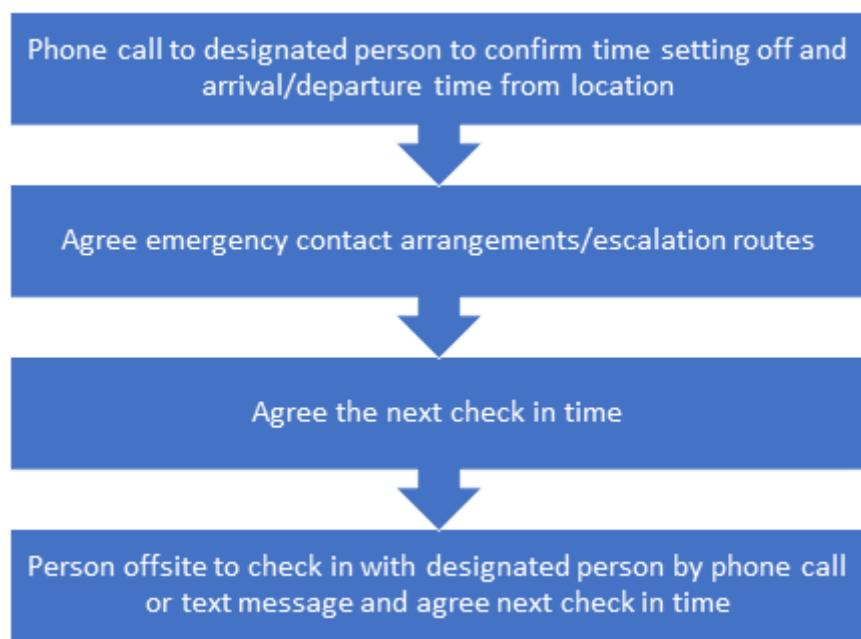 Phone call to designated person to confirm time setting off and
arrival/departure time from location
Agree emergency contact arrangements/escalation routes
Agree the next check in time
Person offsite to check in with designated person by phone call
or text message and agree next check in time